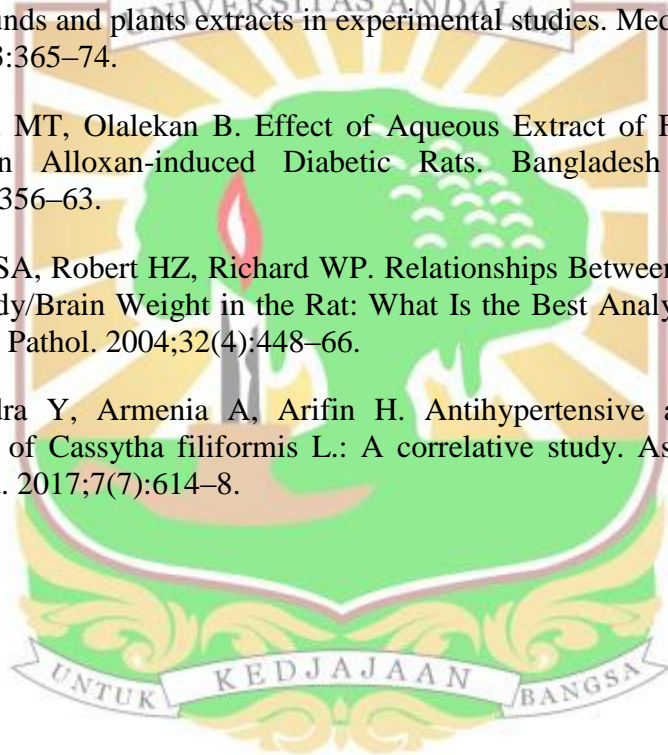 unds and plants extracts in experimental studies. Med
UNIVERSITAS ANDALAS
:365–74.
MT, Olalekan B. Effect of Aqueous Extract of
n Alloxan-induced Diabetic Rats. Bangladesh
356–63.
SA, Robert HZ, Richard WP. Relationships Between
dy/Brain Weight in the Rat: What Is the Best Analy
Pathol. 2004;32(4):448–66.
dra Y, Armenia A, Arifin H. Antihypertensive a
of Cassytha filiformis L.: A correlative study. As
. 2017;7(7):614–8.
UNTUK KEDJAJAAN BANGSA